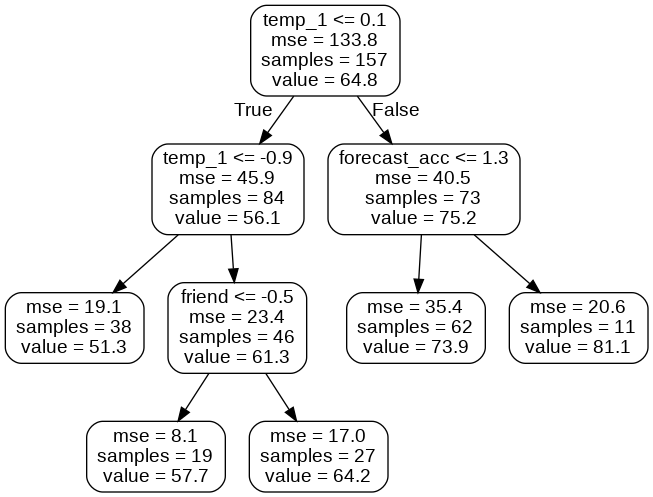 temp_1 <= 0.1
mse = 133.8
samples = 157
value = 64.8
True
False
temp_1 <= -0.9
mse = 45.9
samples = 84
value = 56.1
forecast_acc <= 1.3
mse = 40.5
samples = 73
value = 75.2
mse = 19.1
samples = 38
value = 51.3
friend <= -0.5
mse = 23.4
samples = 46
value = 61.3
mse = 35.4
samples = 62
value = 73.9
mse = 20.6
samples = 11
value = 81.1
mse = 8.1
samples = 19
value = 57.7
mse = 17.0
samples = 27
value = 64.2